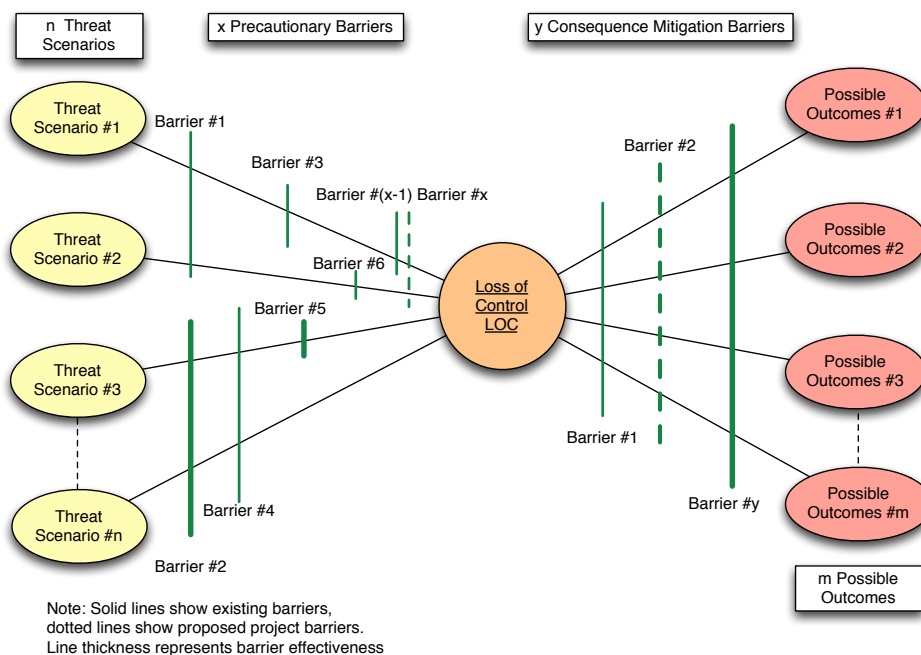 n Threat
Scenarios
x Precautionary Barriers
y Consequence Mitigation Barriers
Threat
Scenario #1
Barrier #1
Barrier #3
Barrier #(x-1)
Barrier #x
Threat
Scenario #2
Barrier #6
Barrier #5
Threat
Scenario #3
Threat
Scenario #n
Barrier #4
Barrier #2
Loss of
Control
LOC
Barrier #2
Barrier #1
Barrier #y
Possible
Outcomes #1
Possible
Outcomes #2
Possible
Outcomes #3
Possible
Outcomes #m
m Possible
Outcomes
Note: Solid lines show existing barriers,
dotted lines show proposed project barriers.
Line thickness represents barrier effectiveness